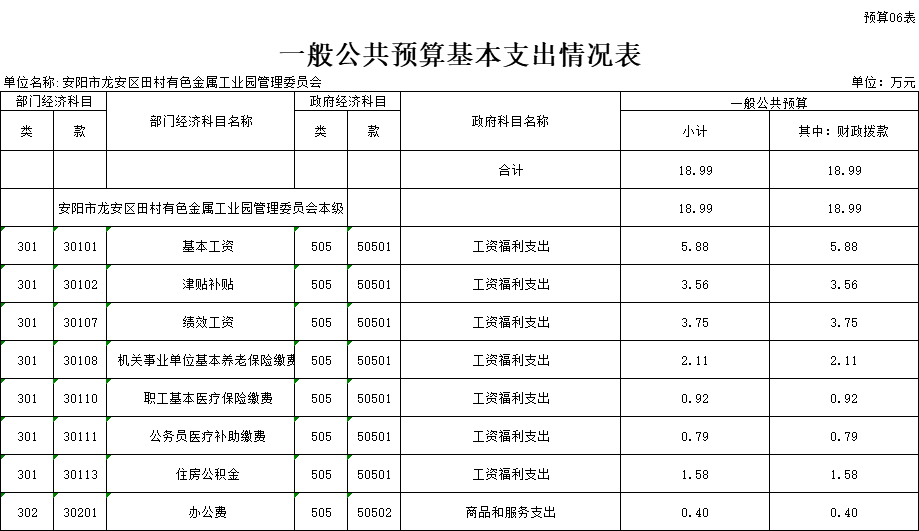 预算06表
一般公共预算基本支出情况表
单位名称:安阳市龙安区田村有色金属工业园管理委员会 单位：万元
部门经济科目 部门经济科目名称 政府经济科目 政府科目名称 一般公共预算
类 款 类 款 小计 其中：财政拨款
合计 18.99 18.99
安阳市龙安区田村有色金属工业园管理委员会本级 18.99 18.99
301 30101 基本工资 505 50501 工资福利支出 5.88 5.88
301 30102 津贴补贴 505 50501 工资福利支出 3.56 3.56
301 30107 绩效工资 505 50501 工资福利支出 3.75 3.75
301 30108 机关事业单位基本养老保险缴费 505 50501 工资福利支出 2.11 2.11
301 30110 职工基本医疗保险缴费 505 50501 工资福利支出 0.92 0.92
301 30111 公务员医疗补助缴费 505 50501 工资福利支出 0.79 0.79
301 30113 住房公积金 505 50501 工资福利支出 1.58 1.58
302 30201 办公费 505 50502 商品和服务支出 0.40 0.40